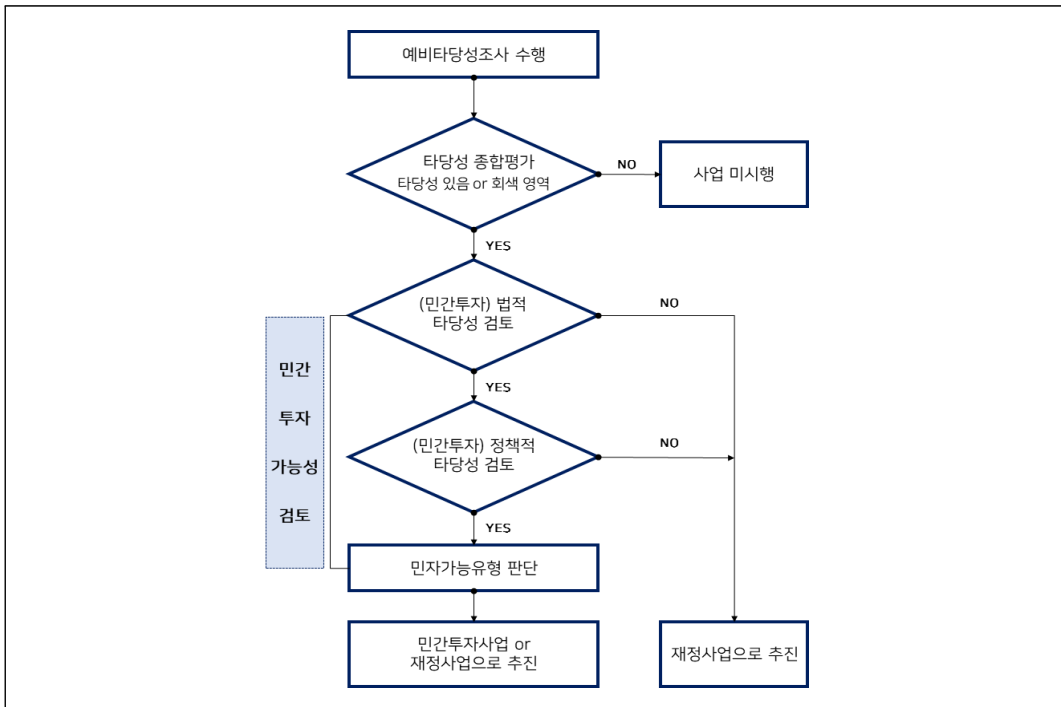 예비타당성조사 수행
타당성 종합평가
타당성 있음 or 회색 영역
NO
사업 미시행
YES
(민간투자) 법적
타당성 검토
NO
민간
투자
가능성
검토
YES
(민간투자) 정책적
타당성 검토
NO
YES
민자가능유형 판단
민간투자사업 or
재정사업으로 추진
재정사업으로 추진